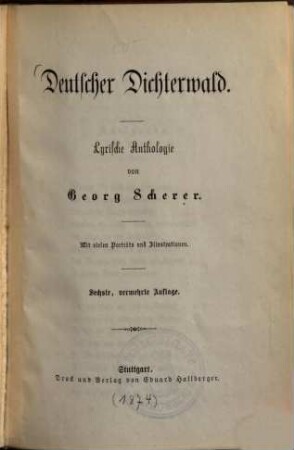 Deutscher Dichterwald.
Lyrische Anthologie
von
Georg Scherer.
Mit vielen Porträts und Illustrationen.
Sechste, vermehrte Auflage.
Stuttgart.
Druck und Verlag von Eduard Hallberger.
(1874)